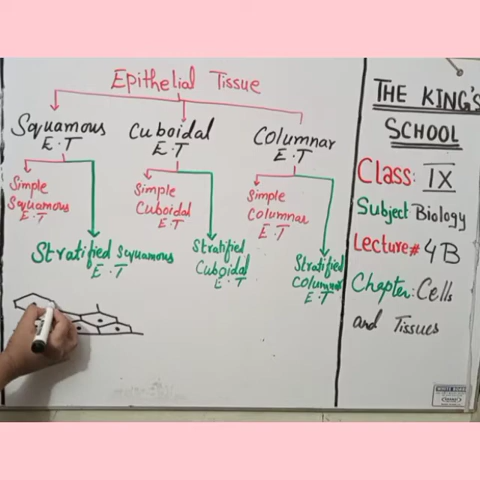 Epithelial Tissue
Squamous
E.T
Cuboidal
E.T
Columnar
E.T
Simple
Squamous
E.T
Simple
Cuboidal
E.T
Simple
Columnar
E.T
Stratified Squamous
E.T
Stratified
Cuboidal
E.T
Stratified
Columnar
E.T
THE KING'S
SCHOOL
Class: IX
Subject Biology
Lecture# 4B
Chapter: Cells
and Tissues